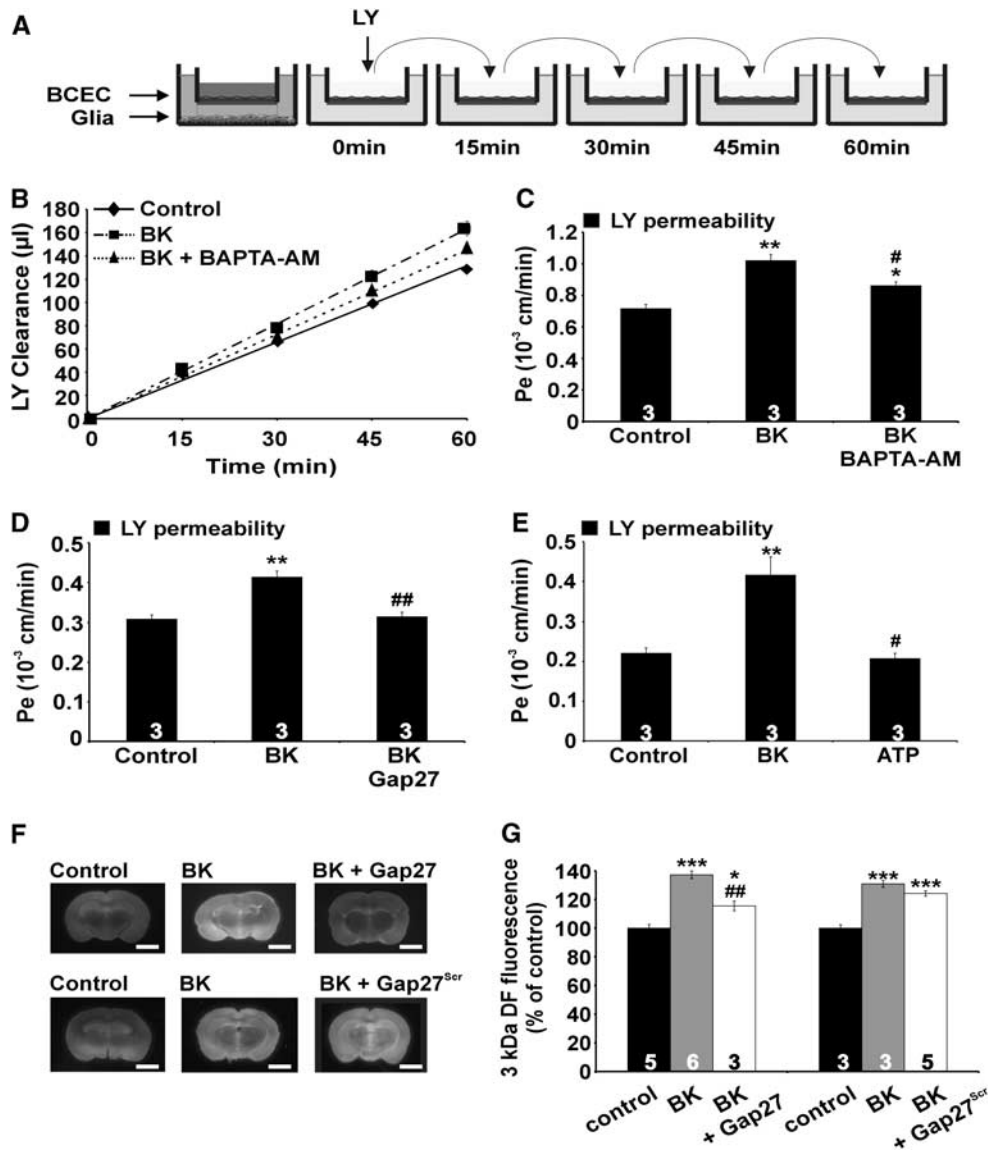 A
LY
BCEC
Glia
0min 15min 30min 45min 60min
B
Control
BK
BK + BAPTA-AM
LY Clearance (µl)
180
160
140
120
100
80
60
40
20
0
0 15 30 45 60
Time (min)
C
LY permeability
Pe (10⁻³ cm/min)
1.2
1.0
0.8
0.6
0.4
0.2
0
**
#
*
3 3 3
Control BK BK
BAPTA-AM
D
LY permeability
Pe (10⁻³ cm/min)
0.5
0.4
0.3
0.2
0.1
0
**
##
3 3 3
Control BK BK
Gap27
E
LY permeability
Pe (10⁻³ cm/min)
0.5
0.4
0.3
0.2
0.1
0
**
#
3 3 3
Control BK ATP
F
Control BK BK + Gap27
Control BK BK + Gap27Scr
G
3 kDa DF fluorescence
(% of control)
140
120
100
80
60
40
20
0
***
*
##
*** ***
5 6 3 3 3 5
control BK BK
+ Gap27
control BK BK
+ Gap27Scr